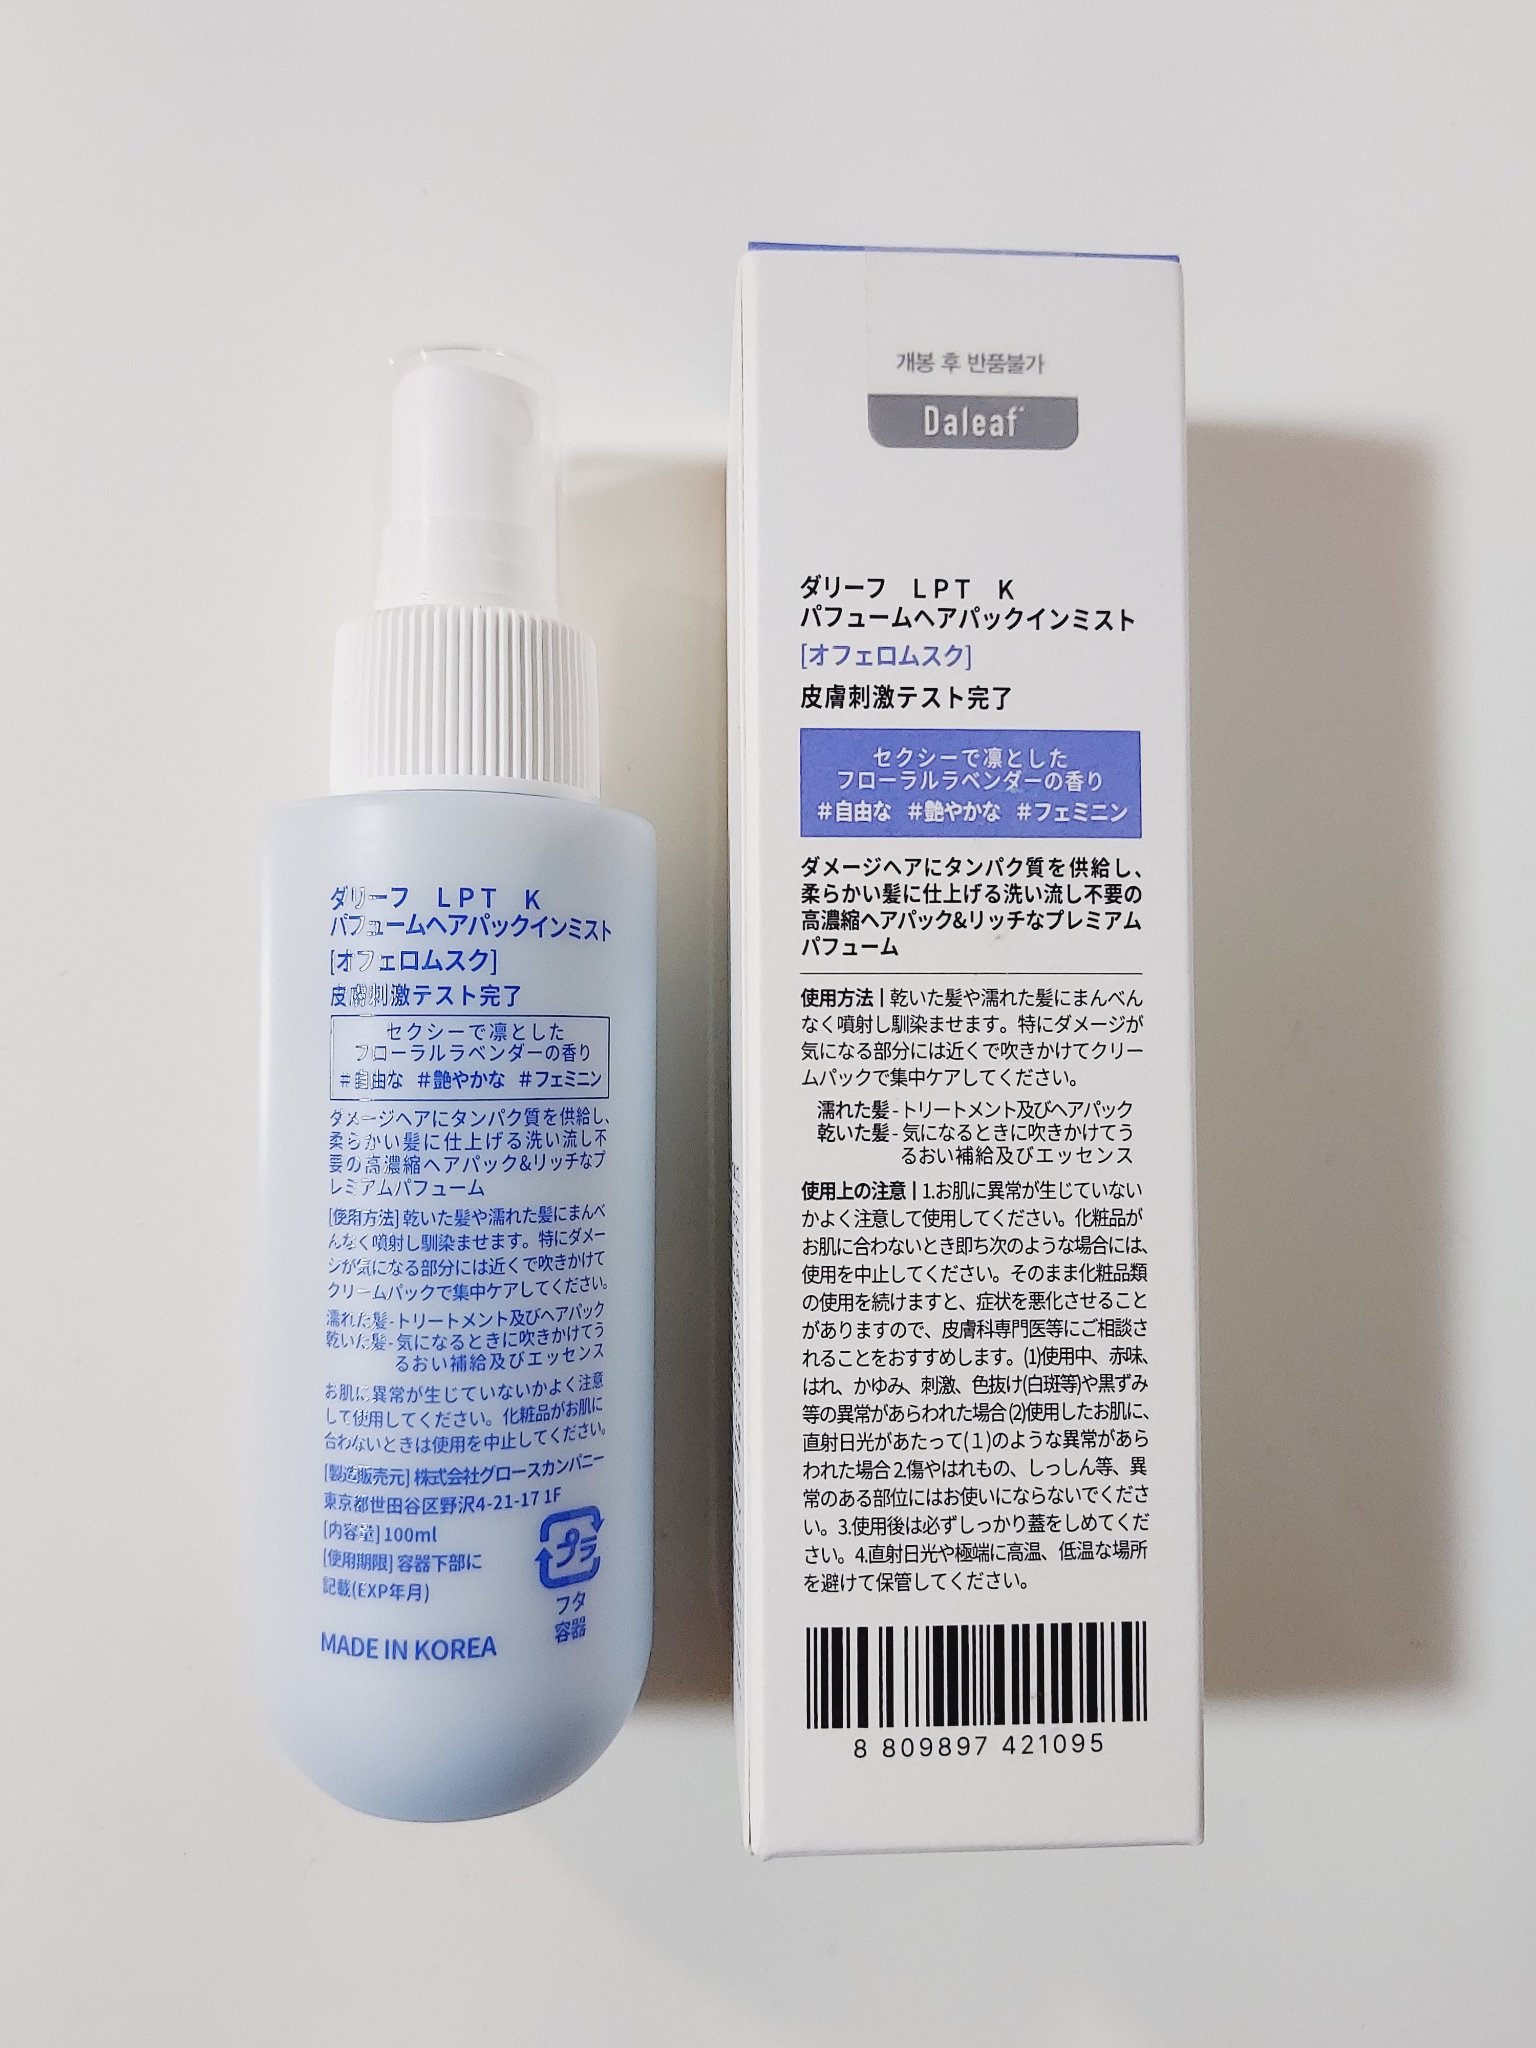 ダリーフ　ＬＰＴ　Ｋ
パフュームヘアパックインミスト
[オフェロムスク]
皮膚刺激テスト完了
セクシーで凛とした
フローラルラベンダーの香り
#自由な #艶やかな #フェミニン
ダメージヘアにタンパク質を供給し、
柔らかい髪に仕上げる洗い流し不
要の高濃縮ヘアパック&リッチなプ
レミアムパフューム
[使用方法] 乾いた髪や濡れた髪にまんべ
んなく噴射し馴染ませます。特にダメー
ジが気になる部分には近くで吹きかけて
クリームパックで集中ケアしてください。
濡れた髪-トリートメント及びヘアパック
乾いた髪-気になるときに吹きかけてう
るおい補給及びエッセンス
お肌に異常が生じていないかよく注意
して使用してください。化粧品がお肌に
合わないときは使用を中止してください。
[製造販売元] 株式会社グロースカンパニー
東京都世田谷区野沢4-21-17 1F
[内容量] 100ml
[使用期限] 容器下部に
記載(EXP年月)
プラ
フタ
容器
MADE IN KOREA
개봉 후 반품불가
Daleaf
ダリーフ　ＬＰＴ　Ｋ
パフュームヘアパックインミスト
[オフェロムスク]
皮膚刺激テスト完了
セクシーで凛とした
フローラルラベンダーの香り
#自由な #艶やかな #フェミニン
ダメージヘアにタンパク質を供給し、
柔らかい髪に仕上げる洗い流し不要の
高濃縮ヘアパック&リッチなプレミアム
パフューム
使用方法 | 乾いた髪や濡れた髪にまんべん
なく噴射し馴染ませます。特にダメージが
気になる部分には近くで吹きかけてクリー
ムパックで集中ケアしてください。
濡れた髪-トリートメント及びヘアパック
乾いた髪-気になるときに吹きかけてう
るおい補給及びエッセンス
使用上の注意 | 1.お肌に異常が生じていない
かよく注意して使用してください。化粧品が
お肌に合わないとき即ち次のような場合には、
使用を中止してください。そのまま化粧品類
の使用を続けますと、症状を悪化させること
がありますので、皮膚科専門医等にご相談さ
れることをおすすめします。(1)使用中、赤味、
はれ、かゆみ、刺激、色抜け(白斑等)や黒ずみ
等の異常があらわれた場合 (2)使用したお肌に、
直射日光があたって(１)のような異常があら
われた場合 2.傷やはれもの、しっしん等、異
常のある部位にはお使いにならないでくださ
い。3.使用後は必ずしっかり蓋をしめてくだ
さい。4.直射日光や極端に高温、低温な場所
を避けて保管してください。
8 809897 421095